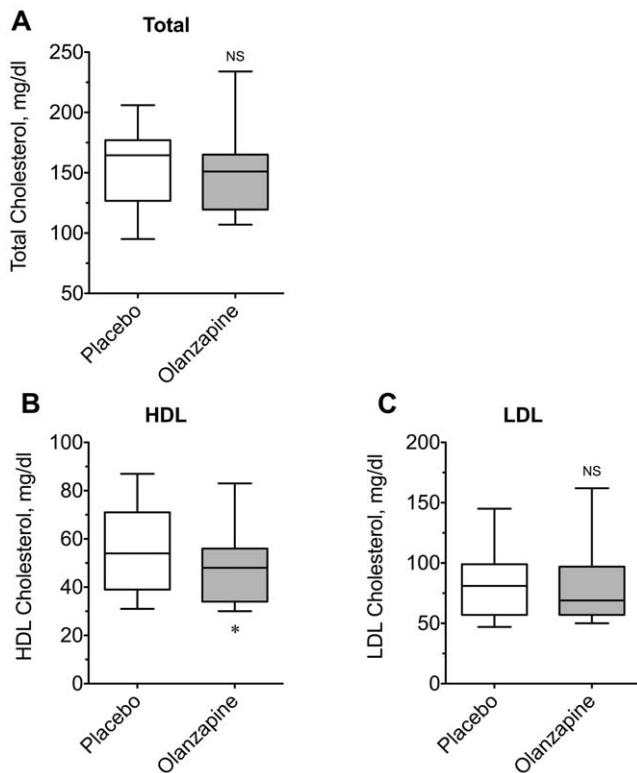 A
Total
NS
Total Cholesterol, mg/dl
250
200
150
100
50
Placebo
Olanzapine
B
HDL
HDL Cholesterol, mg/dl
100
80
60
40
20
0
*
Placebo
Olanzapine
C
LDL
NS
LDL Cholesterol, mg/dl
200
150
100
50
0
Placebo
Olanzapine